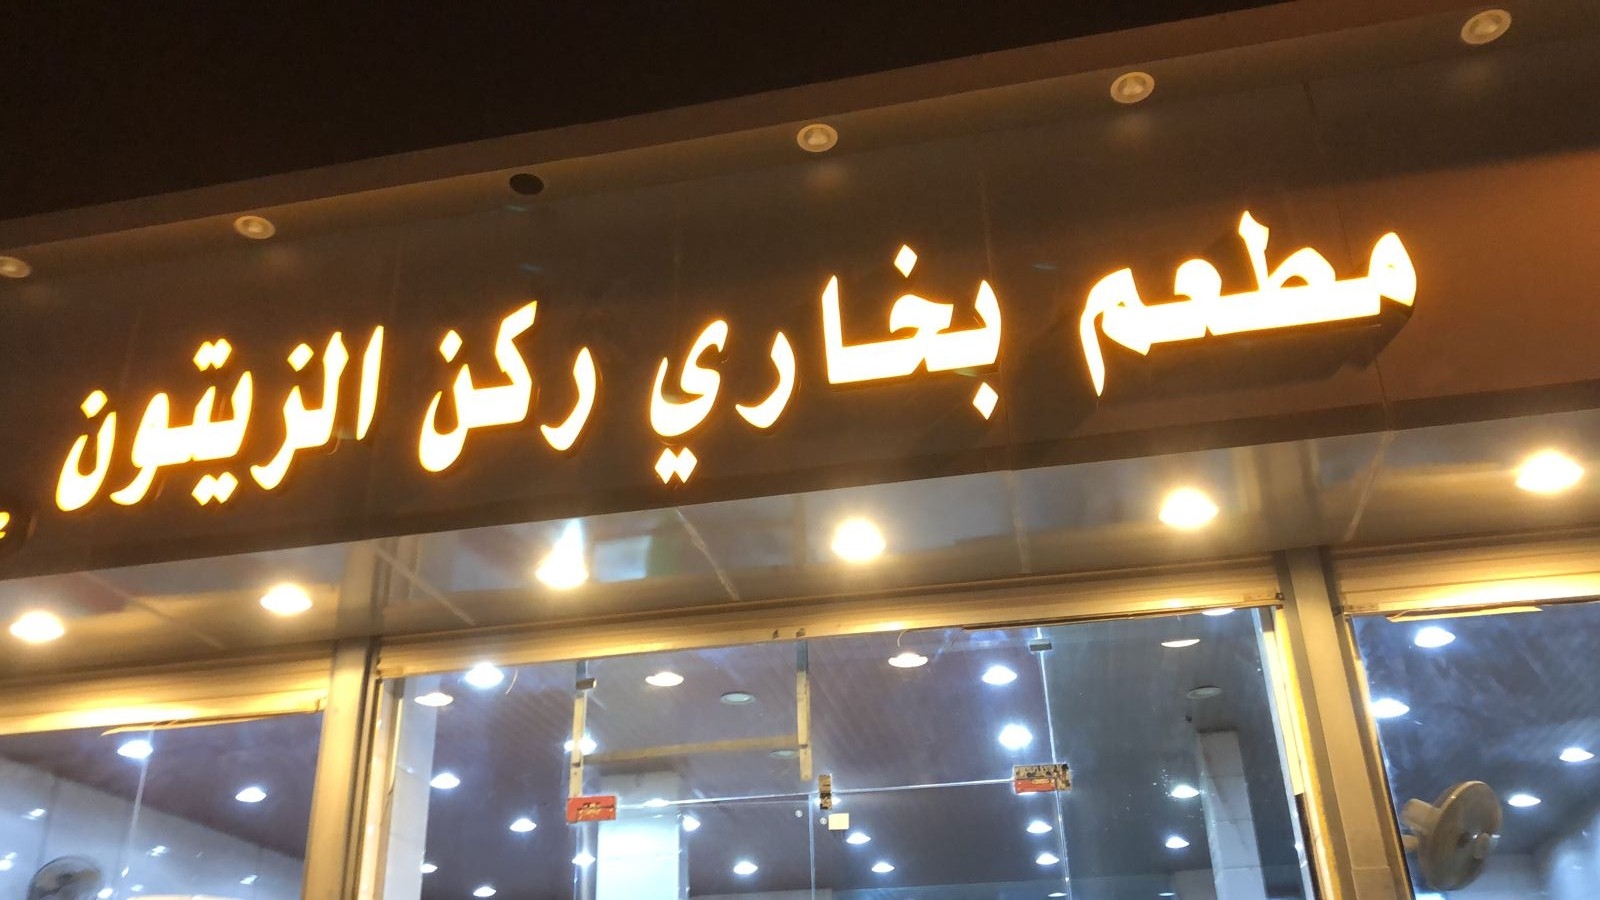 مطعم بخاري ركن الزيتون